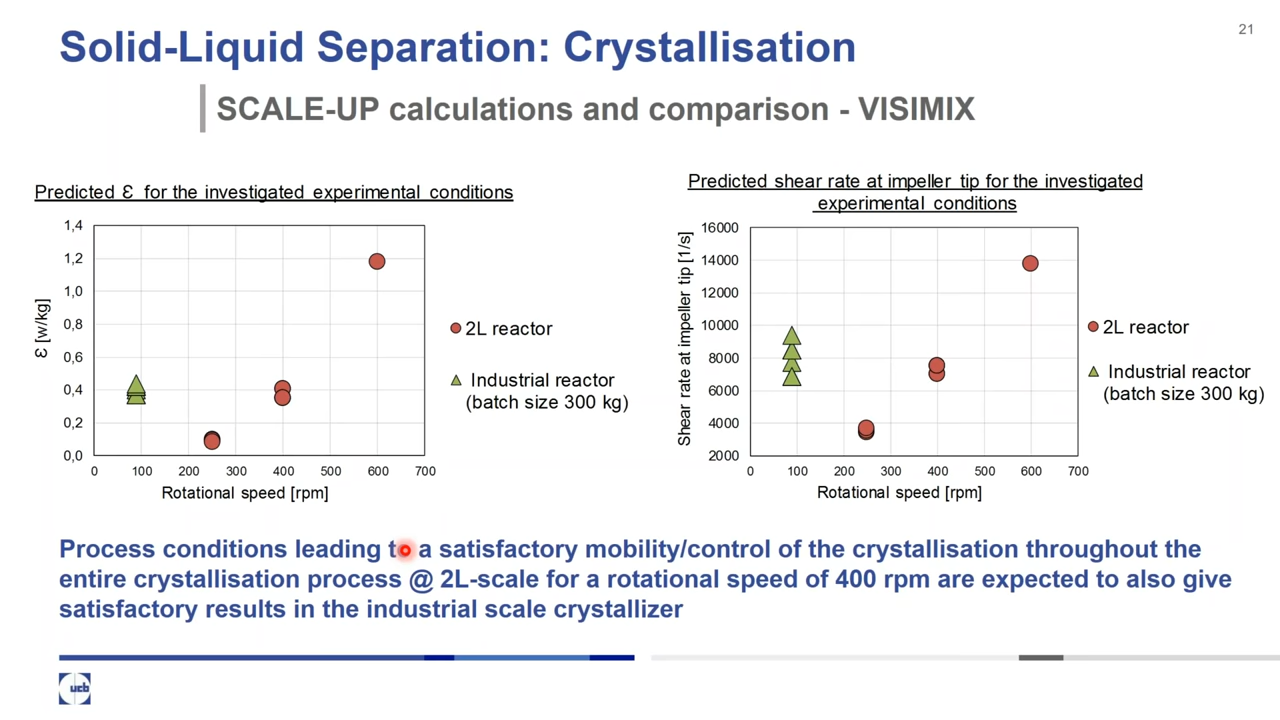 21
Solid-Liquid Separation: Crystallisation
SCALE-UP calculations and comparison - VISIMIX
Predicted Ɛ for the investigated experimental conditions
1,4
1,2
1,0
0,8
0,6
0,4
0,2
0,0
Ɛ [w/kg]
0 100 200 300 400 500 600 700
Rotational speed [rpm]
2L reactor
Industrial reactor
(batch size 300 kg)
Predicted shear rate at impeller tip for the investigated
experimental conditions
16000
14000
12000
10000
8000
6000
4000
2000
Shear rate at impeller tip [1/s]
0 100 200 300 400 500 600 700
Rotational speed [rpm]
2L reactor
Industrial reactor
(batch size 300 kg)
Process conditions leading to a satisfactory mobility/control of the crystallisation throughout the
entire crystallisation process @ 2L-scale for a rotational speed of 400 rpm are expected to also give
satisfactory results in the industrial scale crystallizer
ucb